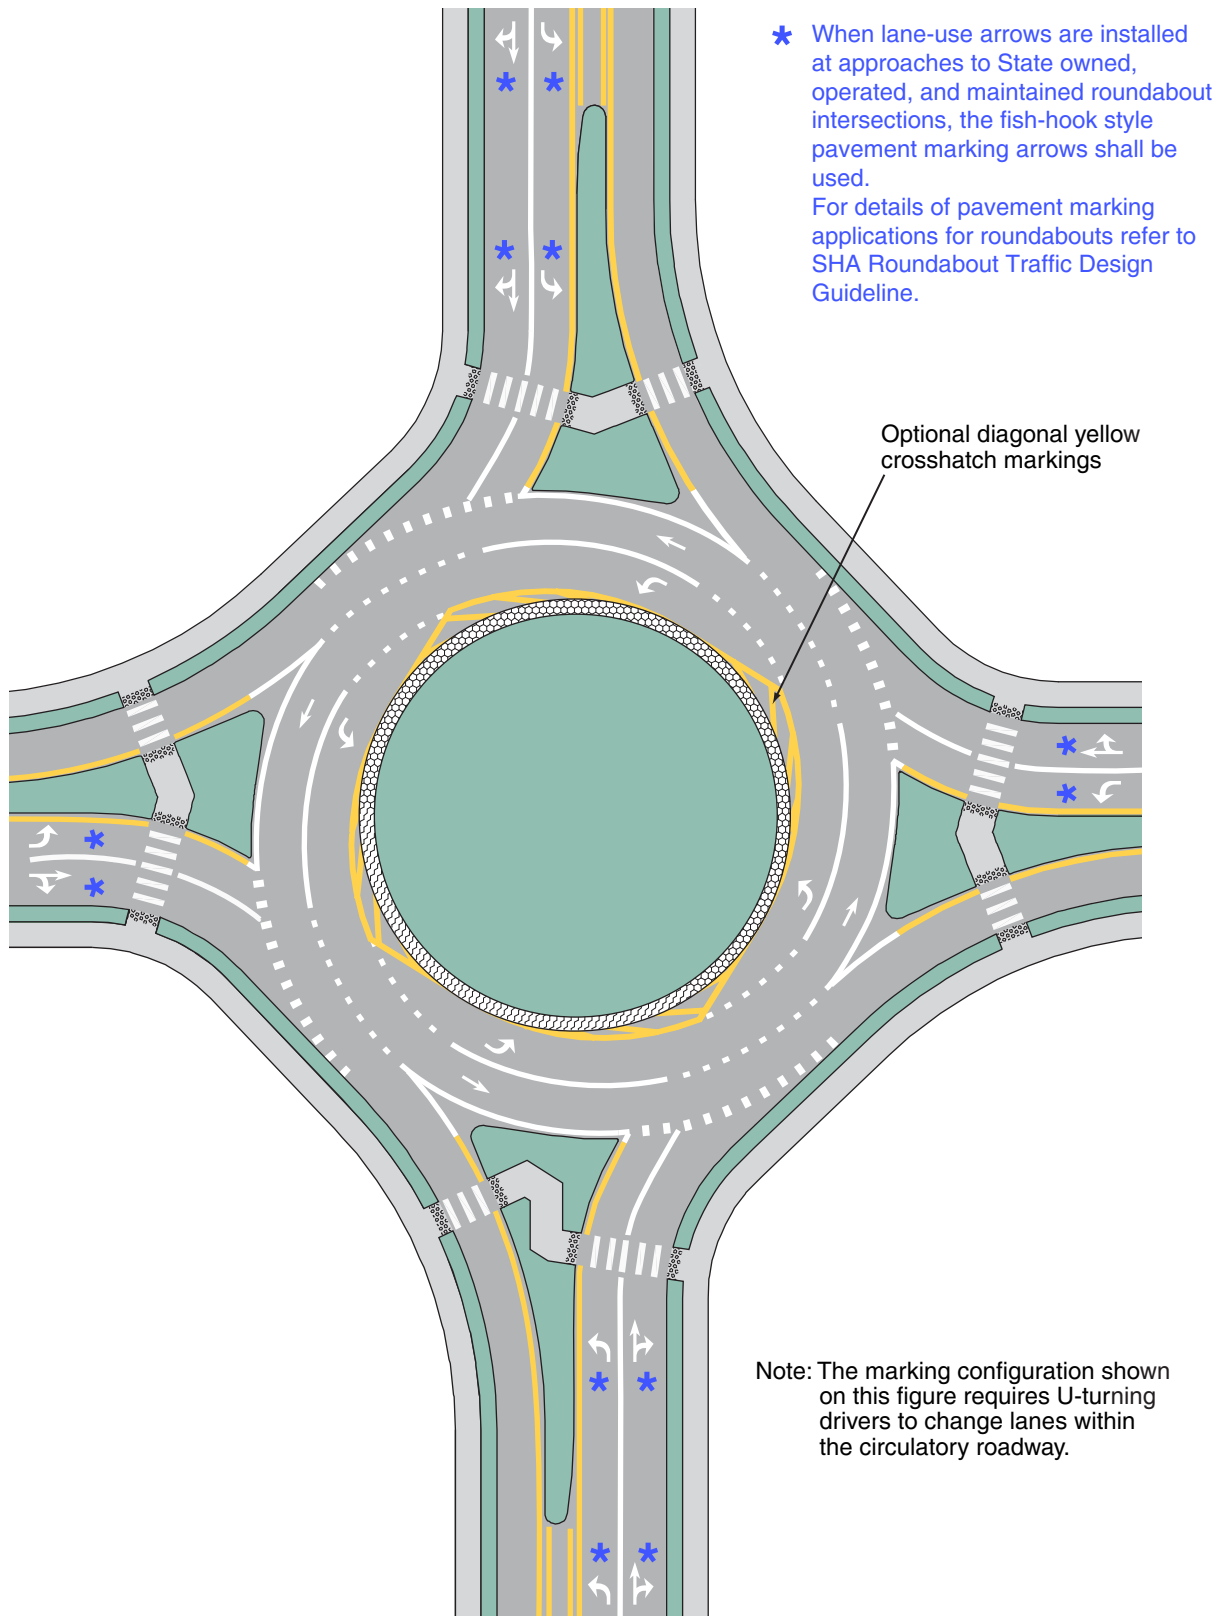 * When lane-use arrows are installed
at approaches to State owned,
operated, and maintained roundabout
intersections, the fish-hook style
pavement marking arrows shall be
used.
For details of pavement marking
applications for roundabouts refer to
SHA Roundabout Traffic Design
Guideline.
Optional diagonal yellow
crosshatch markings
Note: The marking configuration shown
on this figure requires U-turning
drivers to change lanes within
the circulatory roadway.